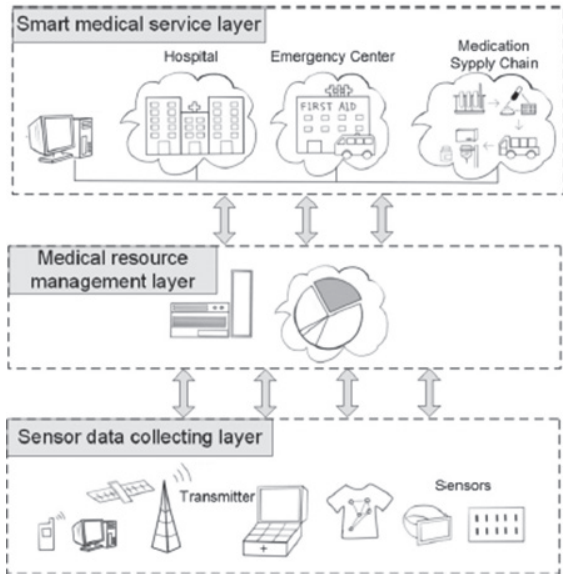 Smart medical service layer
Hospital
Emergency Center
Medication
Sypply Chain
FIRST AID
Medical resource
management layer
Sensor data collecting layer
Transmitter
Sensors